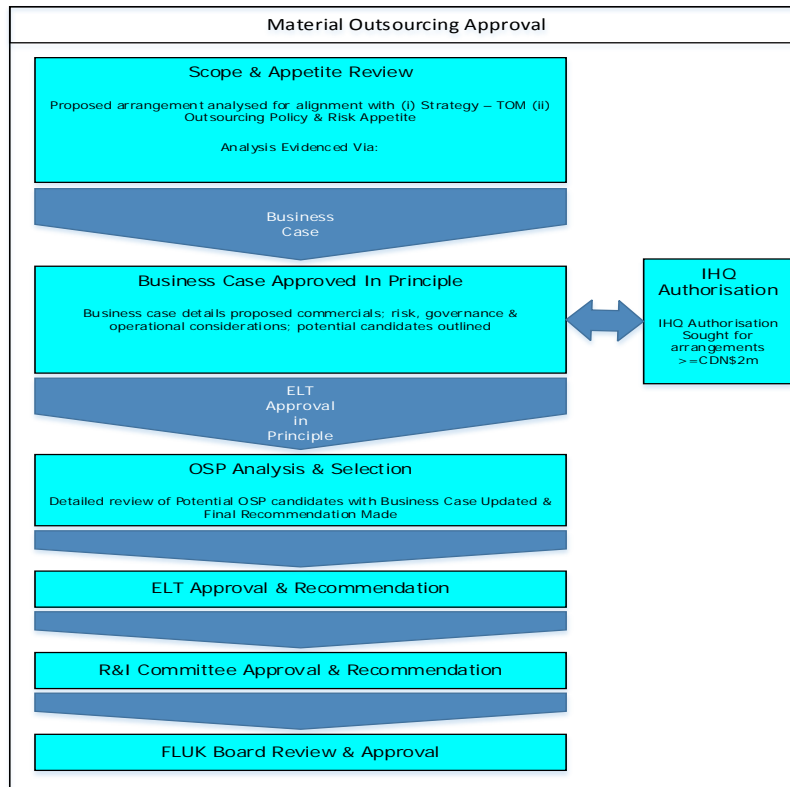 Material Outsourcing Approval
Scope & Appetite Review
Proposed arrangement analysed for alignment with (i) Strategy – TOM (ii)
Outsourcing Policy & Risk Appetite
Analysis Evidenced Via:
Business
Case
Business Case Approved In Principle
Business case details proposed commercials; risk, governance &
operational considerations; potential candidates outlined
IHQ
Authorisation
IHQ Authorisation
Sought for
arrangements
>=CDN$2m
ELT
Approval
in
Principle
OSP Analysis & Selection
Detailed review of Potential OSP candidates with Business Case Updated &
Final Recommendation Made
ELT Approval & Recommendation
R&I Committee Approval & Recommendation
FLUK Board Review & Approval